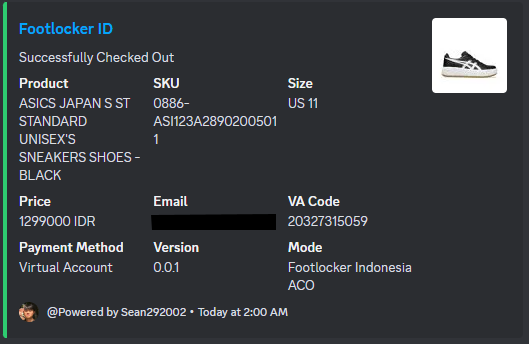 Footlocker ID
Successfully Checked Out
Product
SKU
Size
ASICS JAPAN S ST
STANDARD
UNISEX'S
SNEAKERS SHOES -
BLACK
0886-
ASI123A2890200501
1
US 11
Price
Email
VA Code
1299000 IDR
20327315059
Payment Method
Version
Mode
Virtual Account
0.0.1
Footlocker Indonesia
ACO
@Powered by Sean292002 • Today at 2:00 AM